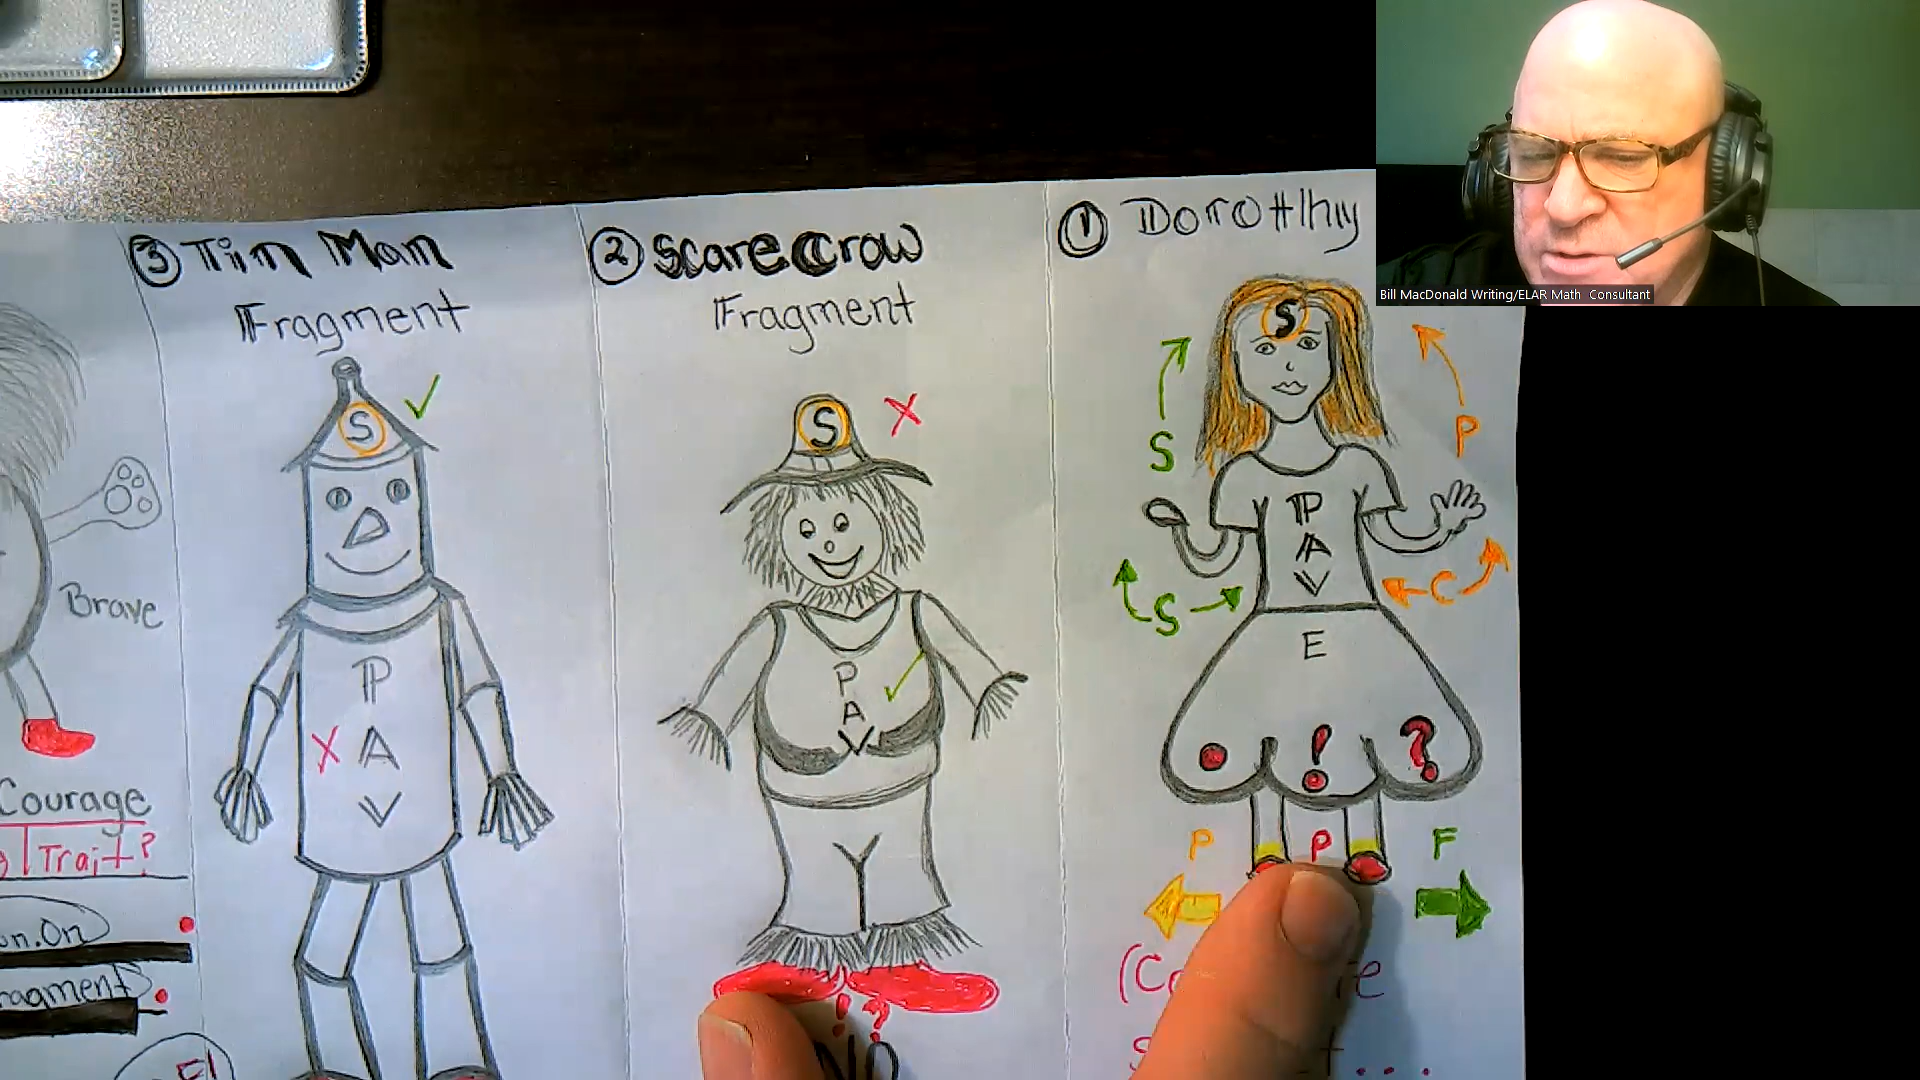 ③ Tin Man
Fragment
S
P
A
V
X
② Scarecrow
Fragment
S
X
P
A
V
① Dorothy
S
S
P
P
A
V
S
C
E
. ! ?
P P F
Brave
Courage
Trait?
Bill MacDonald Writing/ELAR Math Consultant